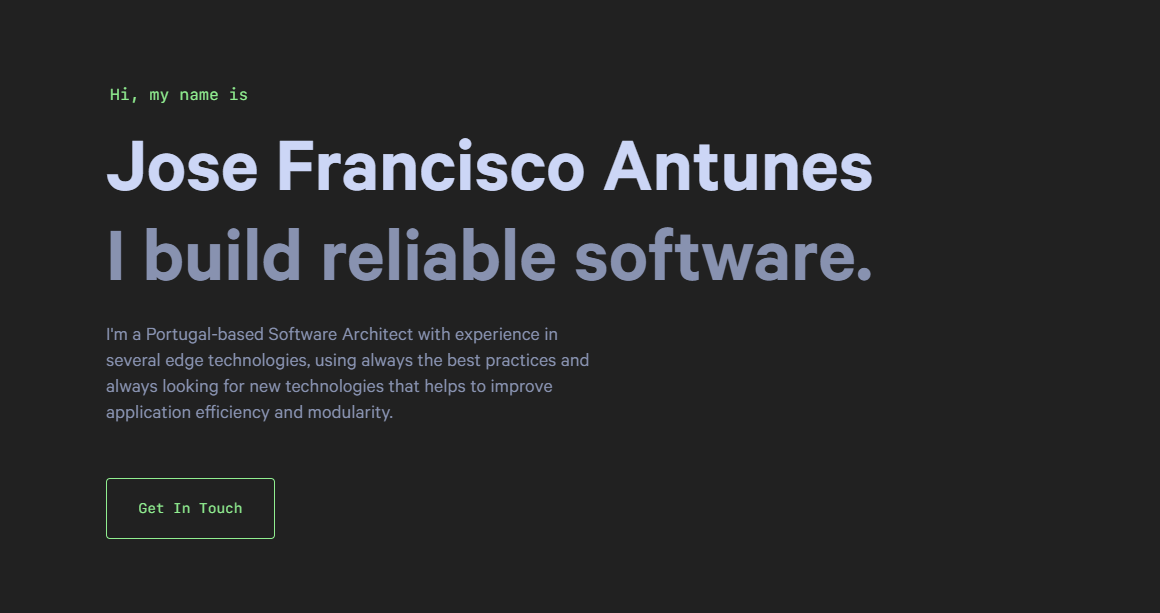 Hi, my name is
Jose Francisco Antunes
I build reliable software.
I'm a Portugal-based Software Architect with experience in
several edge technologies, using always the best practices and
always looking for new technologies that helps to improve
application efficiency and modularity.
Get In Touch